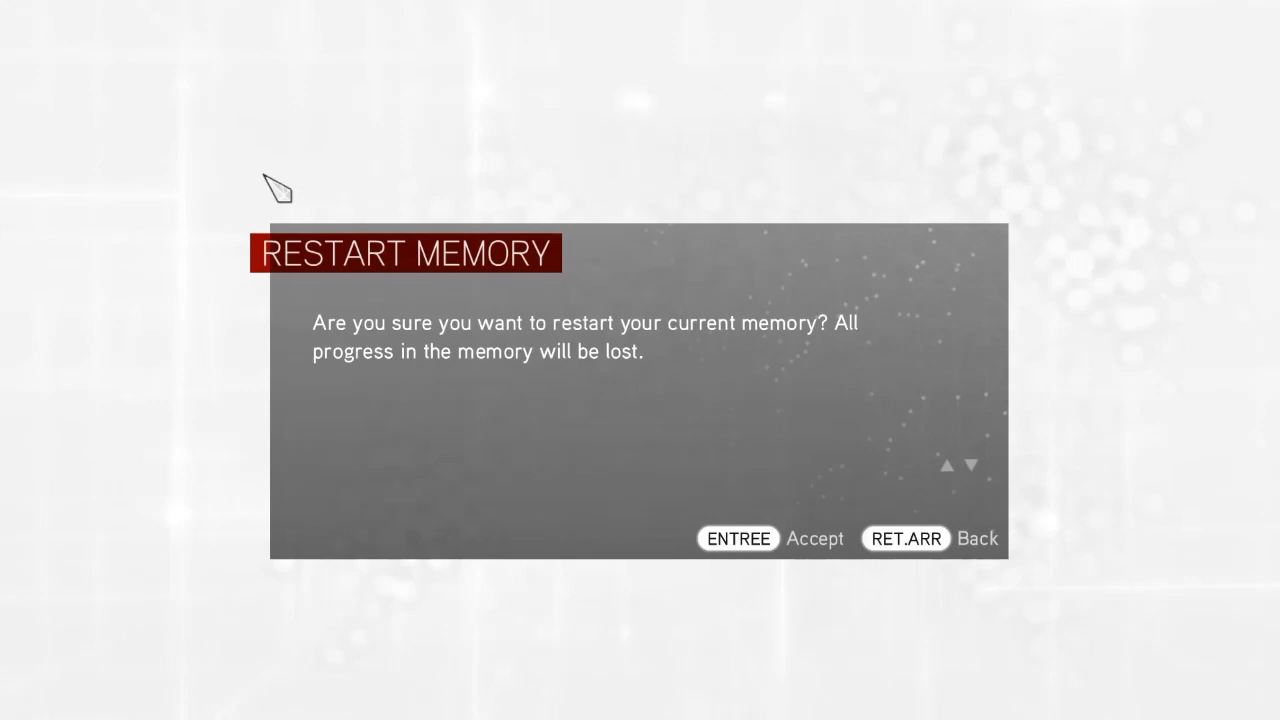 RESTART MEMORY
Are you sure you want to restart your current memory? All
progress in the memory will be lost.
ENTREE Accept RET.ARR Back